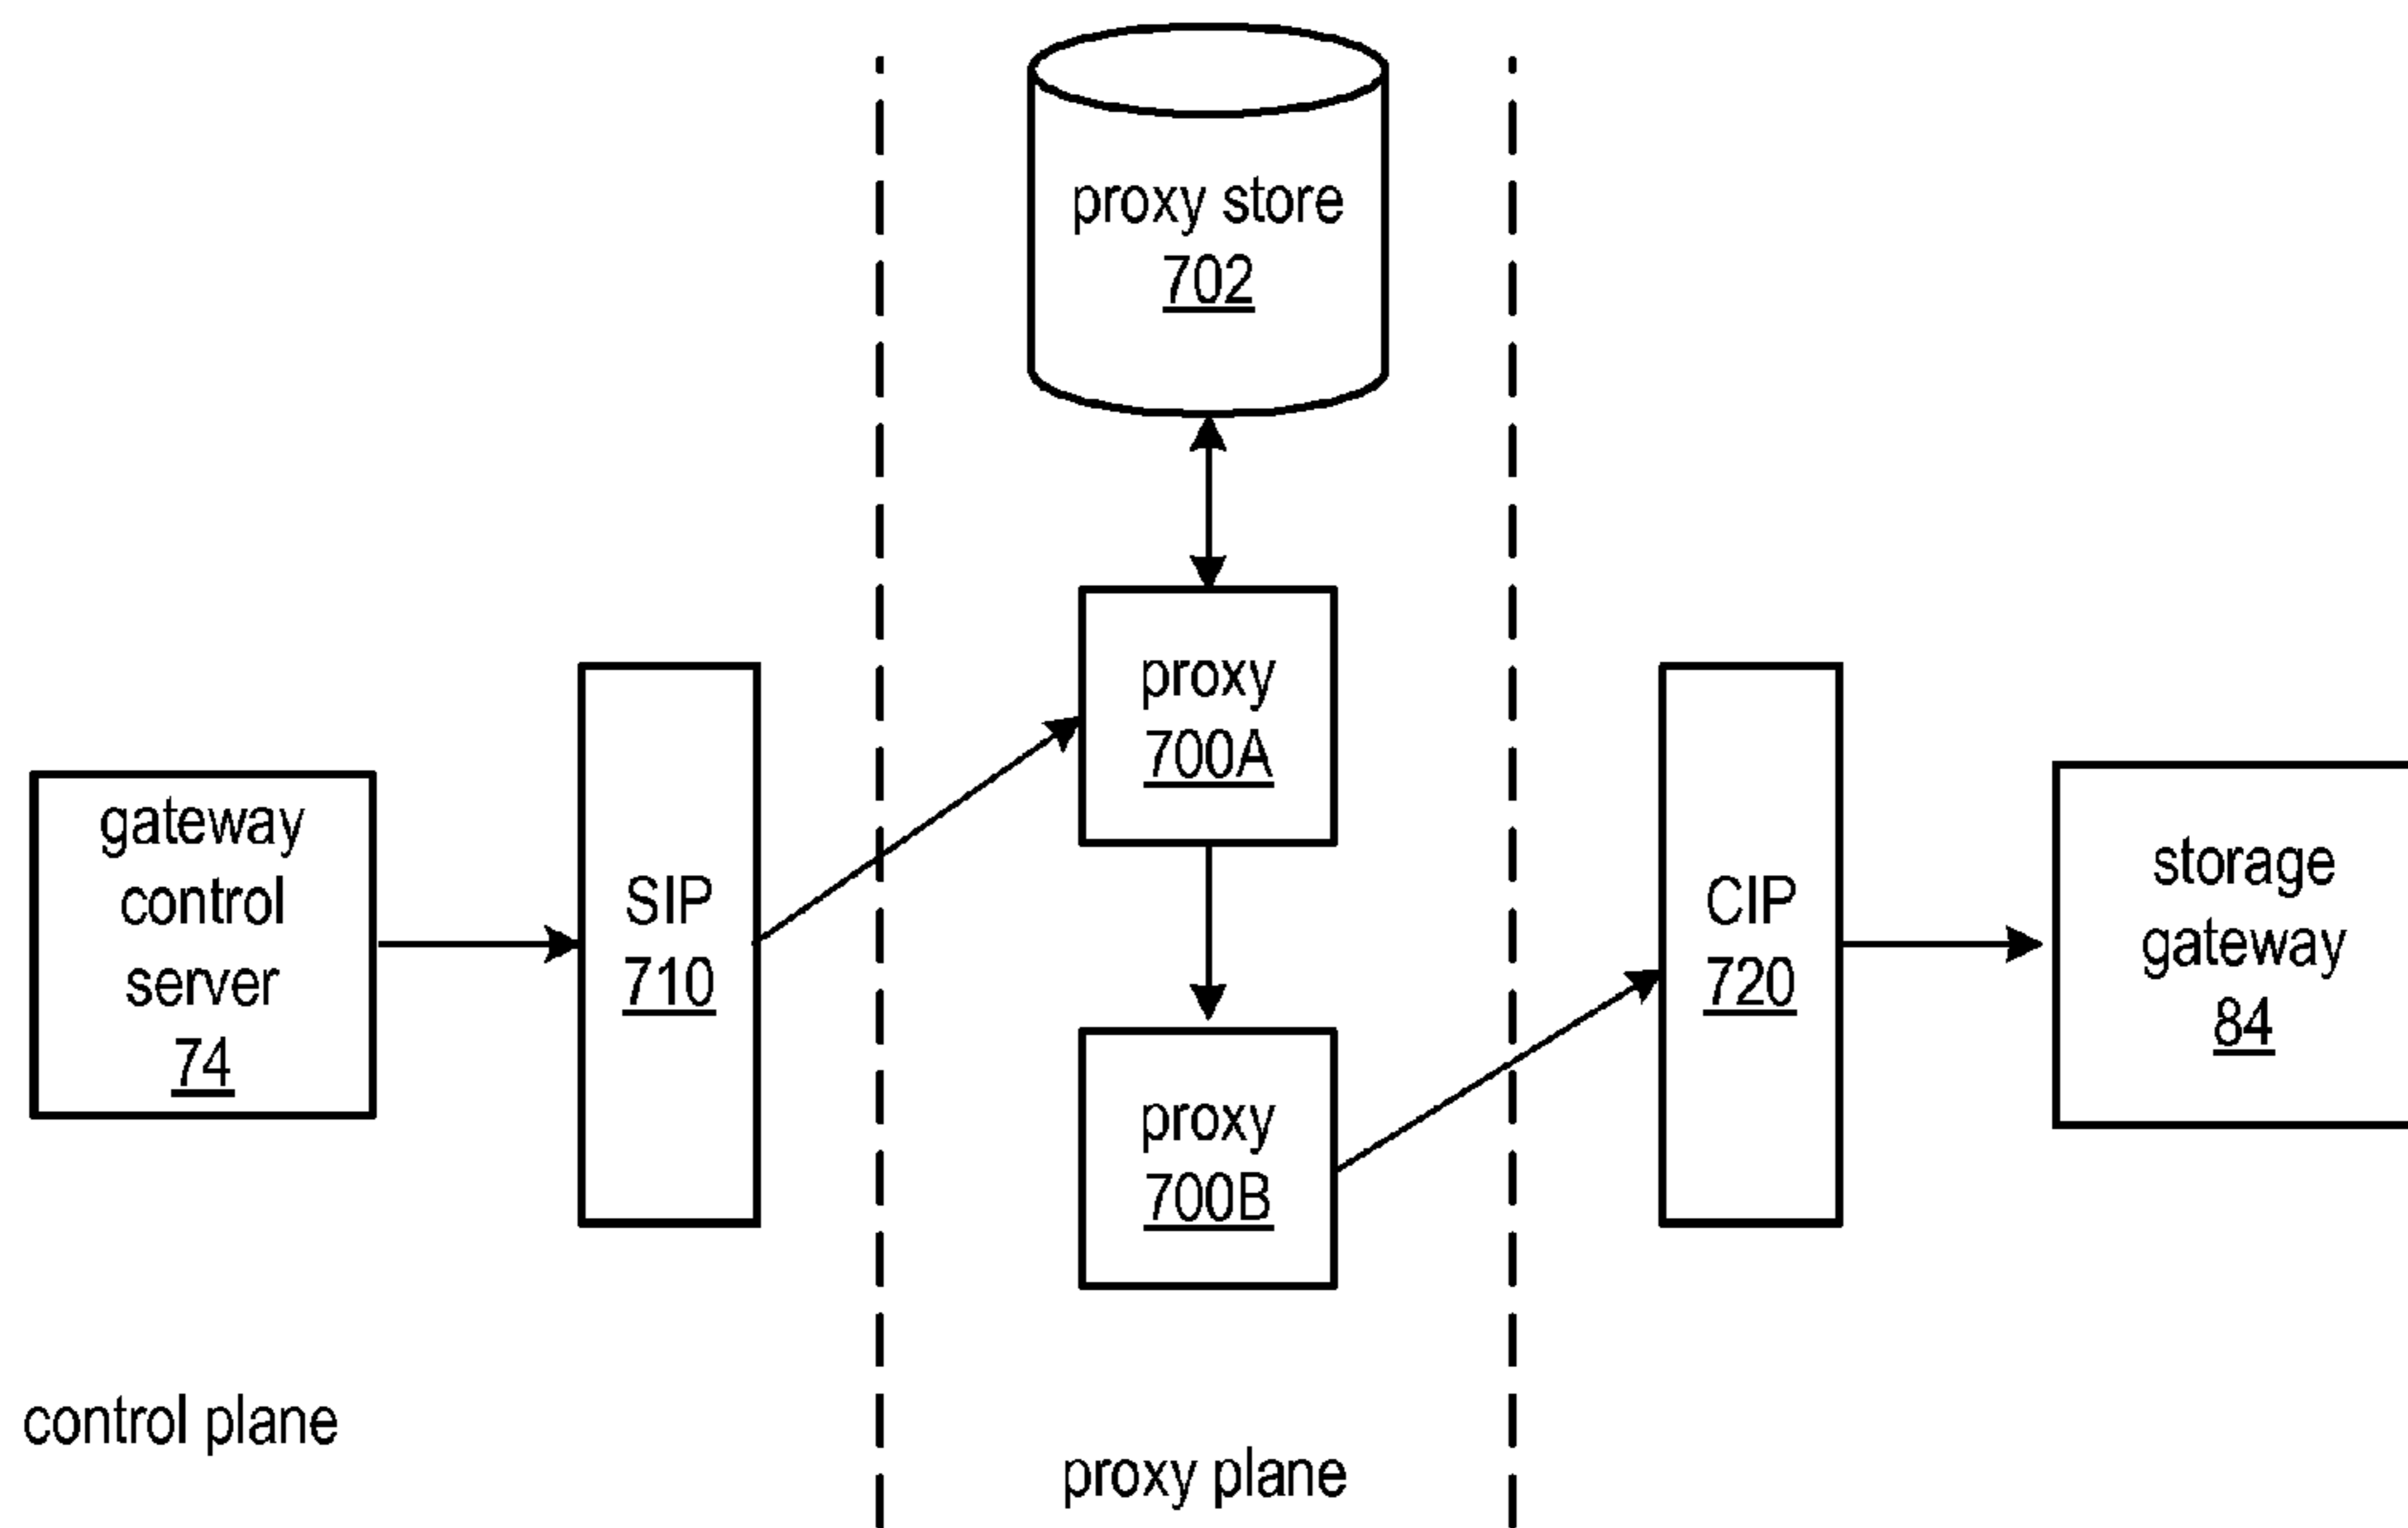 proxy store
702
proxy
700A
gateway
control
server
74
SIP
710
CIP
720
storage
gateway
84
proxy
700B
control plane
proxy plane